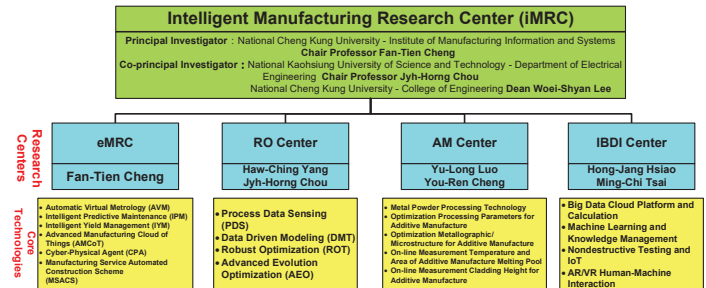 Intelligent Manufacturing Research Center (iMRC)
Principal Investigator : National Cheng Kung University - Institute of Manufacturing Information and Systems
Chair Professor Fan-Tien Cheng
Co-principal Investigator : National Kaohsiung University of Science and Technology - Department of Electrical
Engineering Chair Professor Jyh-Horng Chou
National Cheng Kung University - College of Engineering Dean Woei-Shyan Lee
Research
Centers
eMRC
Fan-Tien Cheng
RO Center
Haw-Ching Yang
Jyh-Horng Chou
AM Center
Yu-Long Luo
You-Ren Cheng
IBDI Center
Hong-Jang Hsiao
Ming-Chi Tsai
Core
Technologies
• Automatic Virtual Metrology (AVM)
• Intelligent Predictive Maintenance (IPM)
• Intelligent Yield Management (IYM)
• Advanced Manufacturing Cloud of
Things (AMCoT)
• Cyber-Physical Agent (CPA)
• Manufacturing Service Automated
Construction Scheme
(MSACS)
• Process Data Sensing
(PDS)
• Data Driven Modeling (DMT)
• Robust Optimization (ROT)
• Advanced Evolution
Optimization (AEO)
• Metal Powder Processing Technology
• Optimization Processing Parameters for
Additive Manufacture
• Optimization Metallographic/
Microstructure for Additive Manufacture
• On-line Measurement Temperature and
Area of Additive Manufacture Melting Pool
• On-line Measurement Cladding Height for
Additive Manufacture
• Big Data Cloud Platform and
Calculation
• Machine Learning and
Knowledge Management
• Nondestructive Testing and
IoT
• AR/VR Human-Machine
Interaction